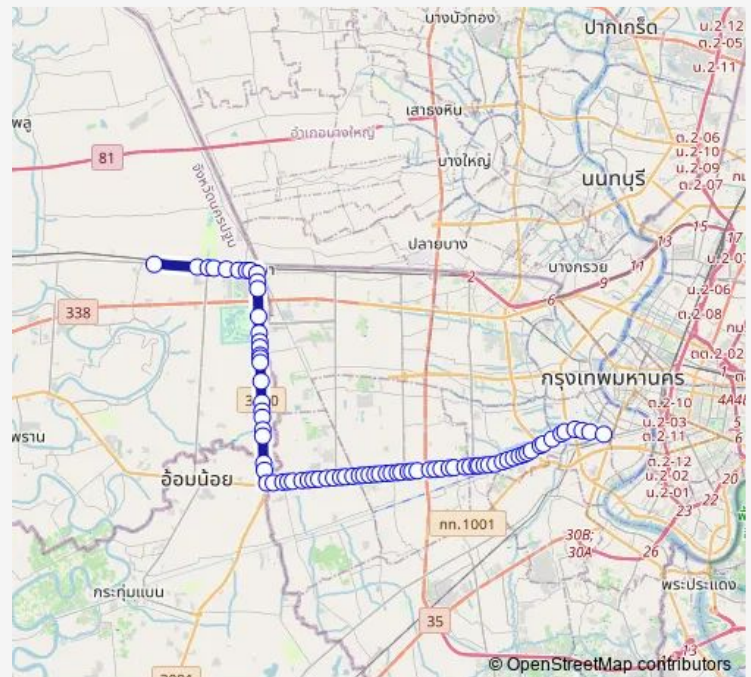 บางบัวทอง
ปากเกร็ด
น.2-12
ต.2-05
น.2-11
พลู
เสาธงหิน
อำเภอบางใหญ่
81
บางใหญ่
ต.2-06
น.2-10
น.2-09
ต.2-07
จังหวัดนครปฐม
นนทบุรี
15
17
13
11
9
6
2
ปลายบาง
บางกรวย
น.2-06
น.2-08
338
กรุงเทพมหานคร
4A
ต.2-10
น.2-03
ต.2-11
พราน
อ้อมน้อย
ต.2-12
น.2-02
น.2-01
20
22
23
กท.1001
30B;
30A
26
กระทุ่มแบน
พระประแดง
35
13
© OpenStreetMap contributors